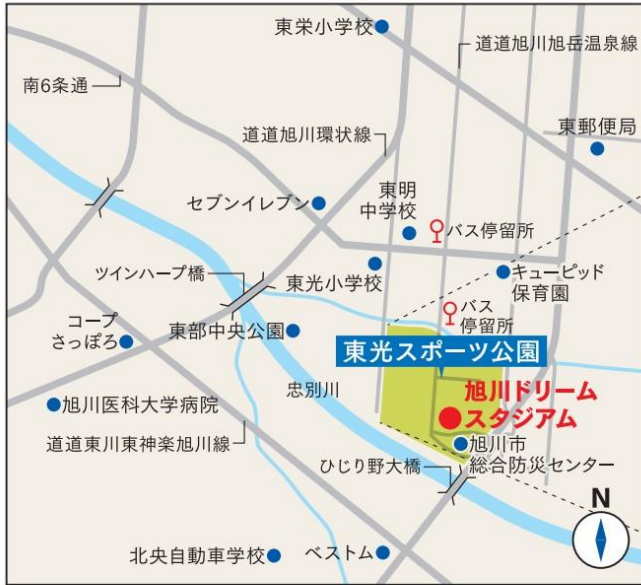 東栄小学校
道道旭川旭岳温泉線
南6条通
東郵便局
道道旭川環状線
セブンイレブン
東明
中学校
バス停留所
ツインハープ橋
東光小学校
キューピッド
保育園
コープ
さっぽろ
東部中央公園
バス
停留所
東光スポーツ公園
忠別川
旭川ドリーム
スタジアム
旭川医科大学病院
道道東川東神楽旭川線
旭川市
総合防災センター
ひじり野大橋
N
北央自動車学校
ベストム